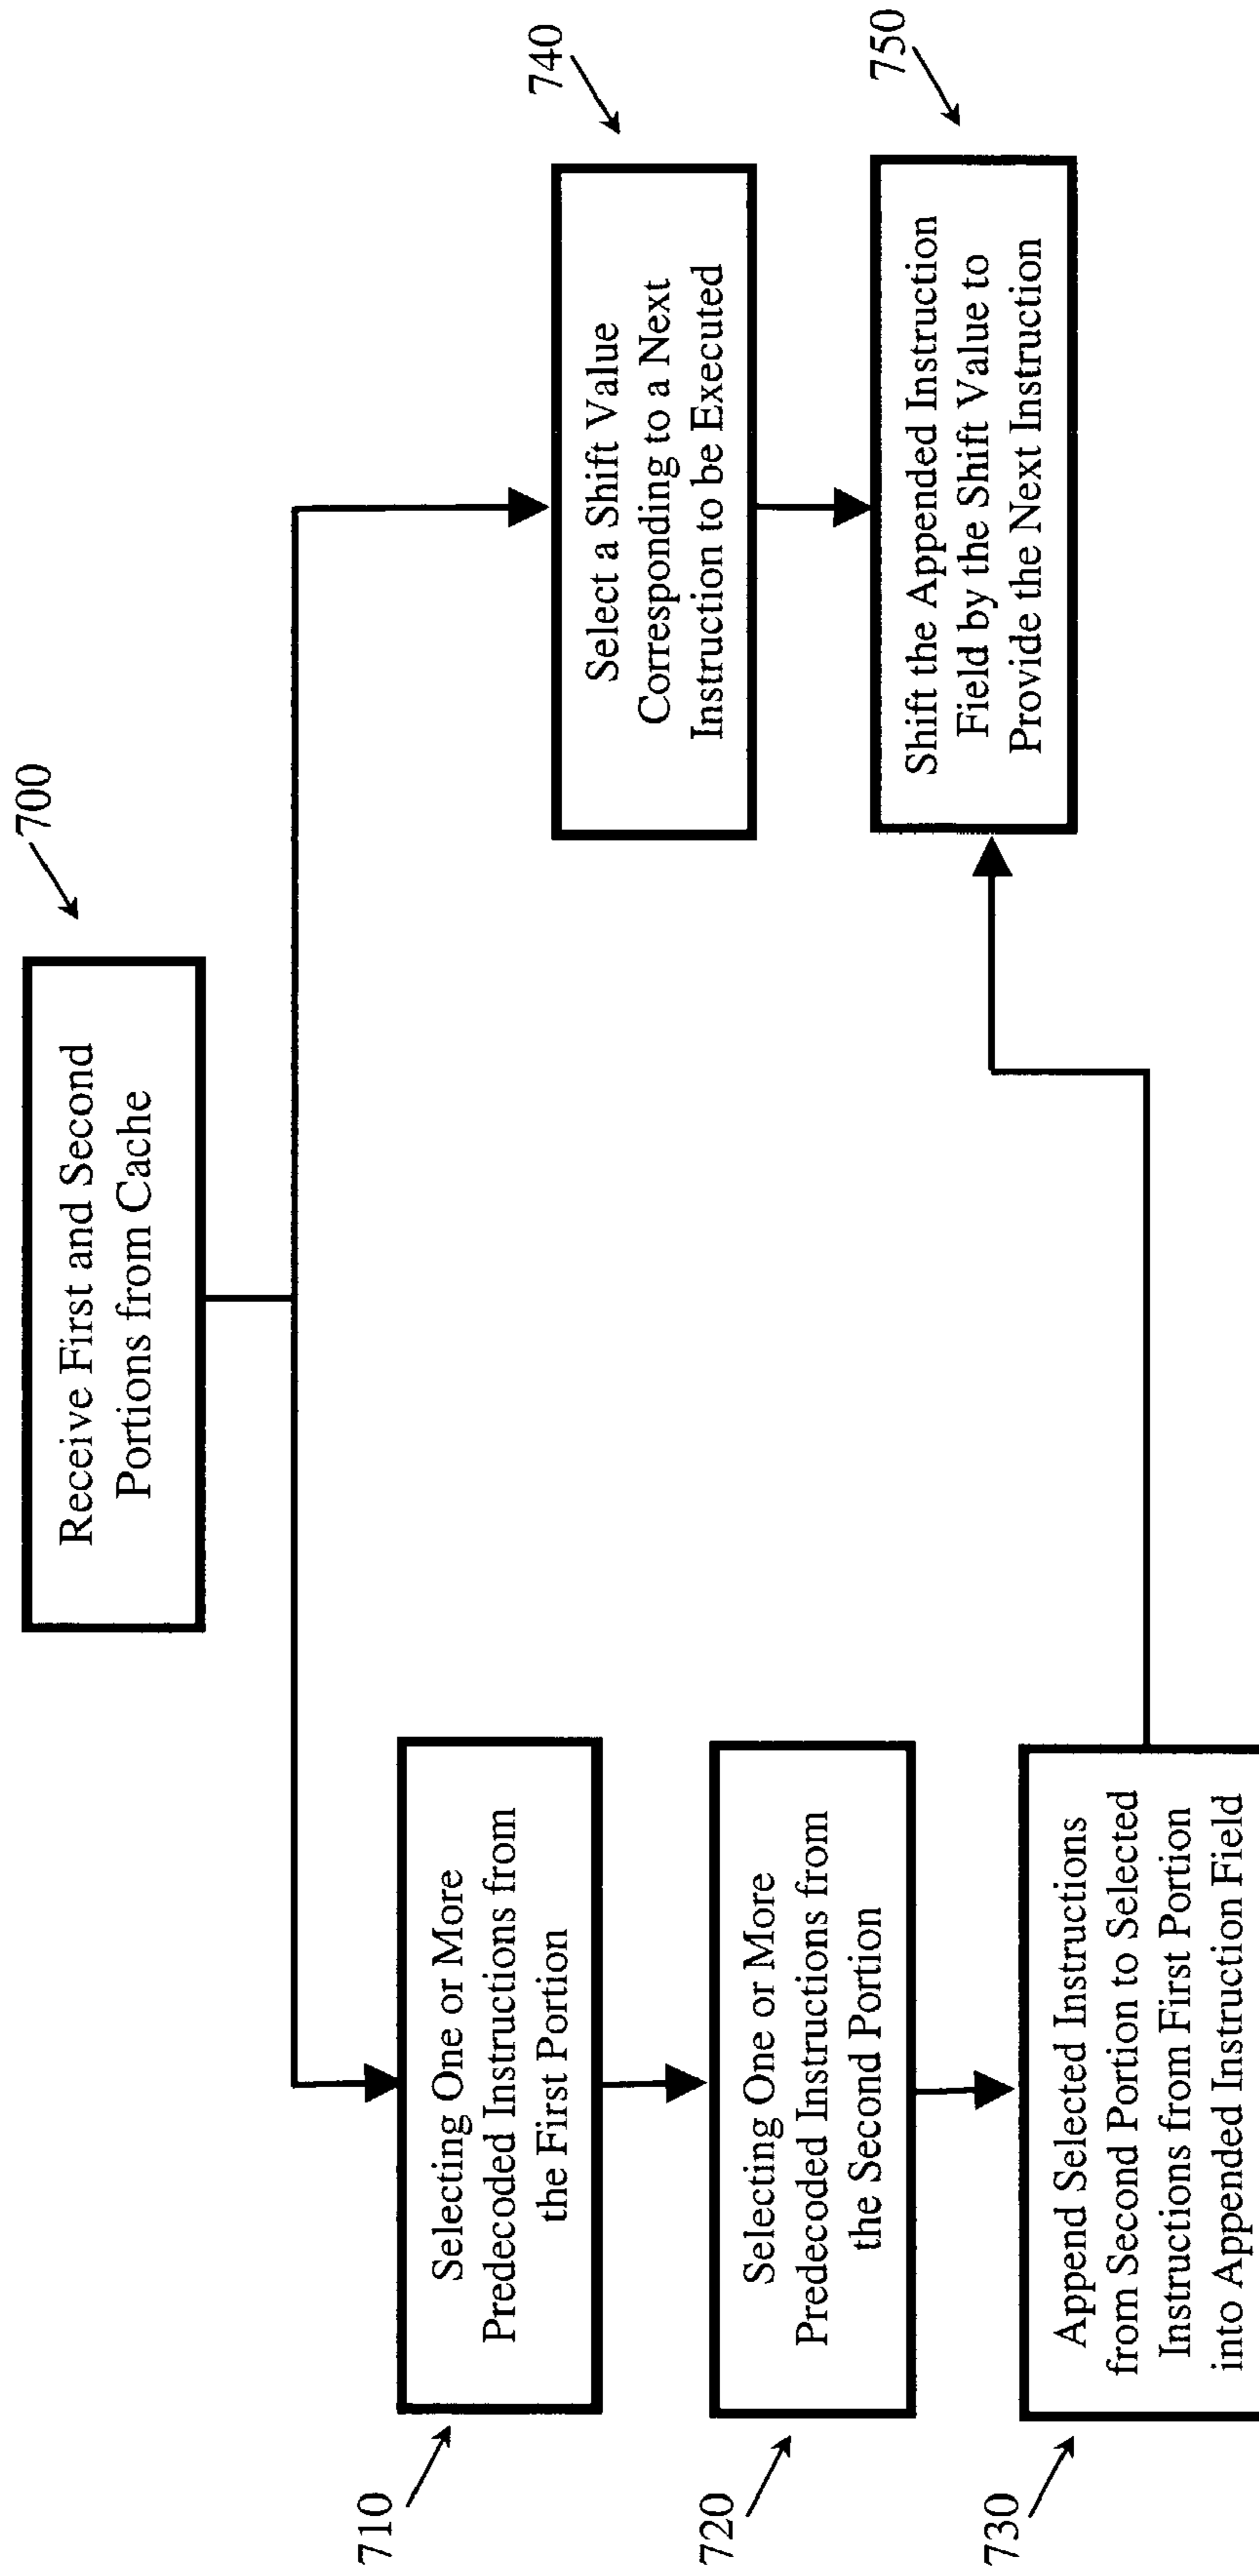 700
Receive First and Second
Portions from Cache
710
Selecting One or More
Predecoded Instructions from
the First Portion
720
Selecting One or More
Predecoded Instructions from
the Second Portion
730
Append Selected Instructions
from Second Portion to Selected
Instructions from First Portion
into Appended Instruction Field
740
Select a Shift Value
Corresponding to a Next
Instruction to be Executed
750
Shift the Appended Instruction
Field by the Shift Value to
Provide the Next Instruction